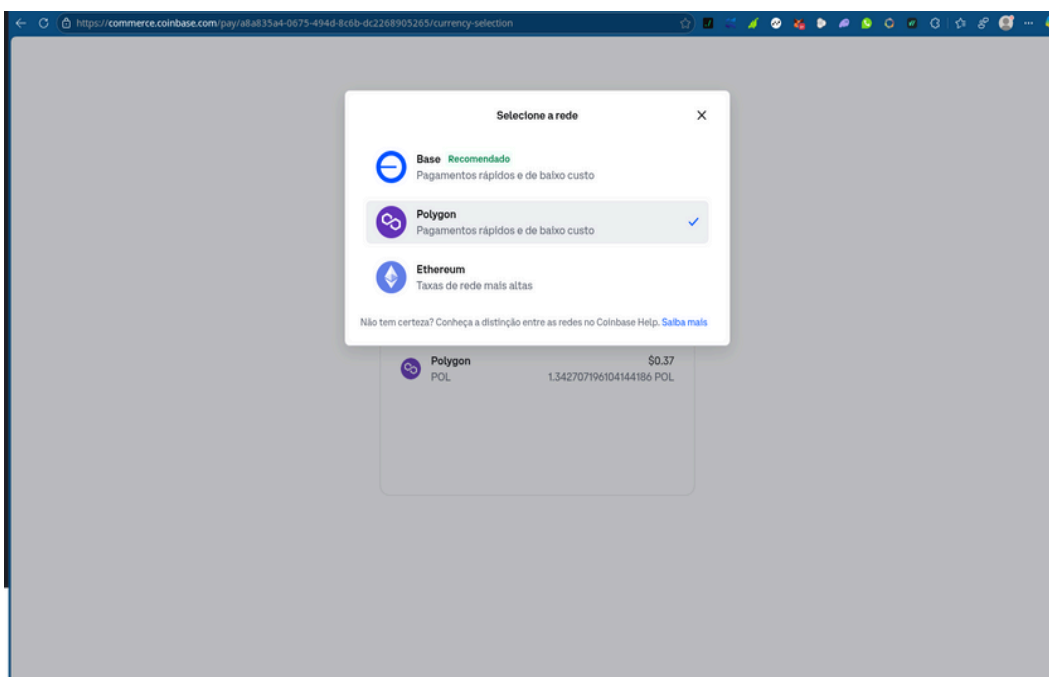 https://commerce.coinbase.com/pay/a8a835a4-0675-494d-8c6b-dc2268905265/currency-selection
Selecione a rede
Base Recomendado
Pagamentos rápidos e de baixo custo
Polygon
Pagamentos rápidos e de baixo custo
Ethereum
Taxas de rede mais altas
Não tem certeza? Conheça a distinção entre as redes no Coinbase Help. Saiba mais
Polygon $0.37
POL 1.342707196104144186 POL